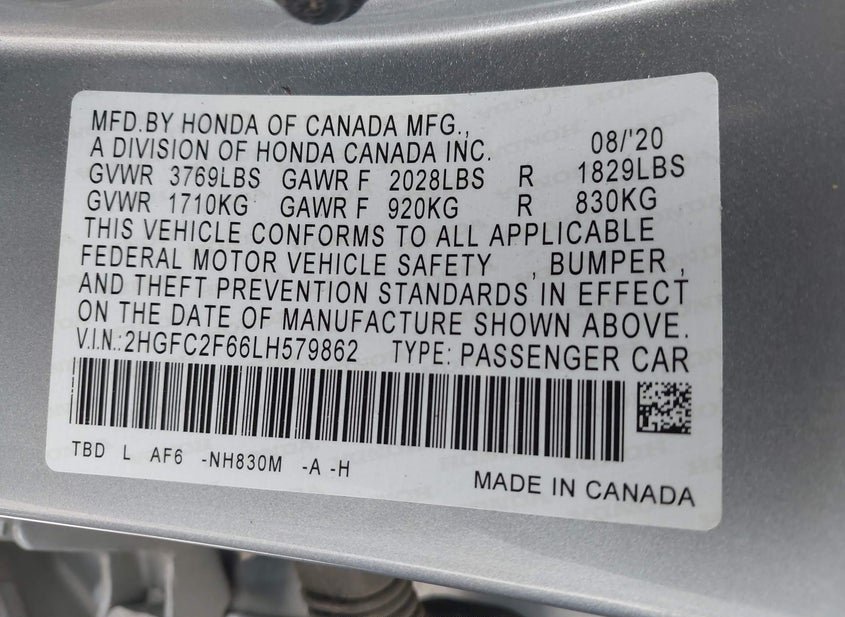 MFD.BY HONDA OF CANADA MFG.,
A DIVISION OF HONDA CANADA INC. 08/'20
GVWR 3769LBS GAWR F 2028LBS R 1829LBS
GVWR 1710KG GAWR F 920KG R 830KG
THIS VEHICLE CONFORMS TO ALL APPLICABLE
FEDERAL MOTOR VEHICLE SAFETY , BUMPER ,
AND THEFT PREVENTION STANDARDS IN EFFECT
ON THE DATE OF MANUFACTURE SHOWN ABOVE.
V.I.N.:2HGFC2F66LH579862 TYPE: PASSENGER CAR
TBD L AF6 -NH830M -A -H
MADE IN CANADA